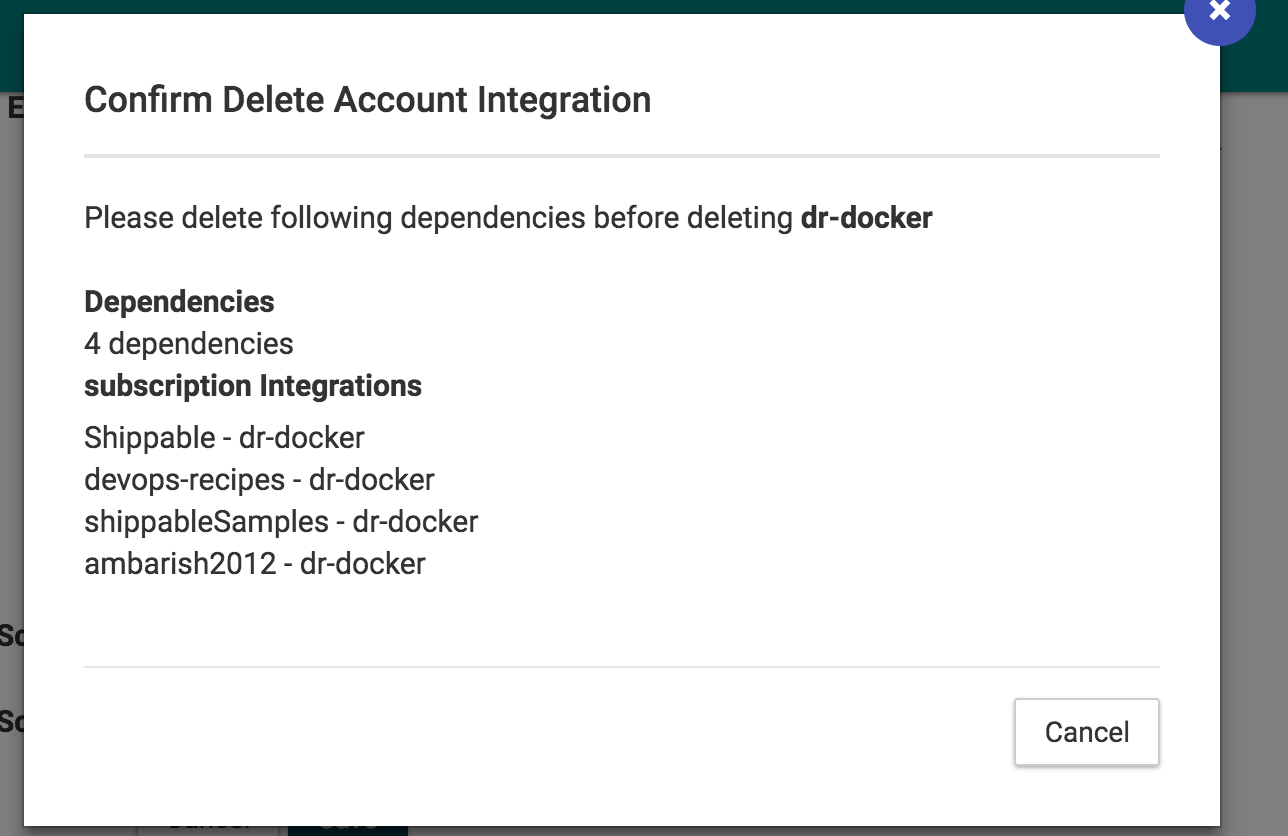 Confirm Delete Account Integration
Please delete following dependencies before deleting dr-docker
Dependencies
4 dependencies
subscription Integrations
Shippable - dr-docker
devops-recipes - dr-docker
shippableSamples - dr-docker
ambarish2012 - dr-docker
Cancel